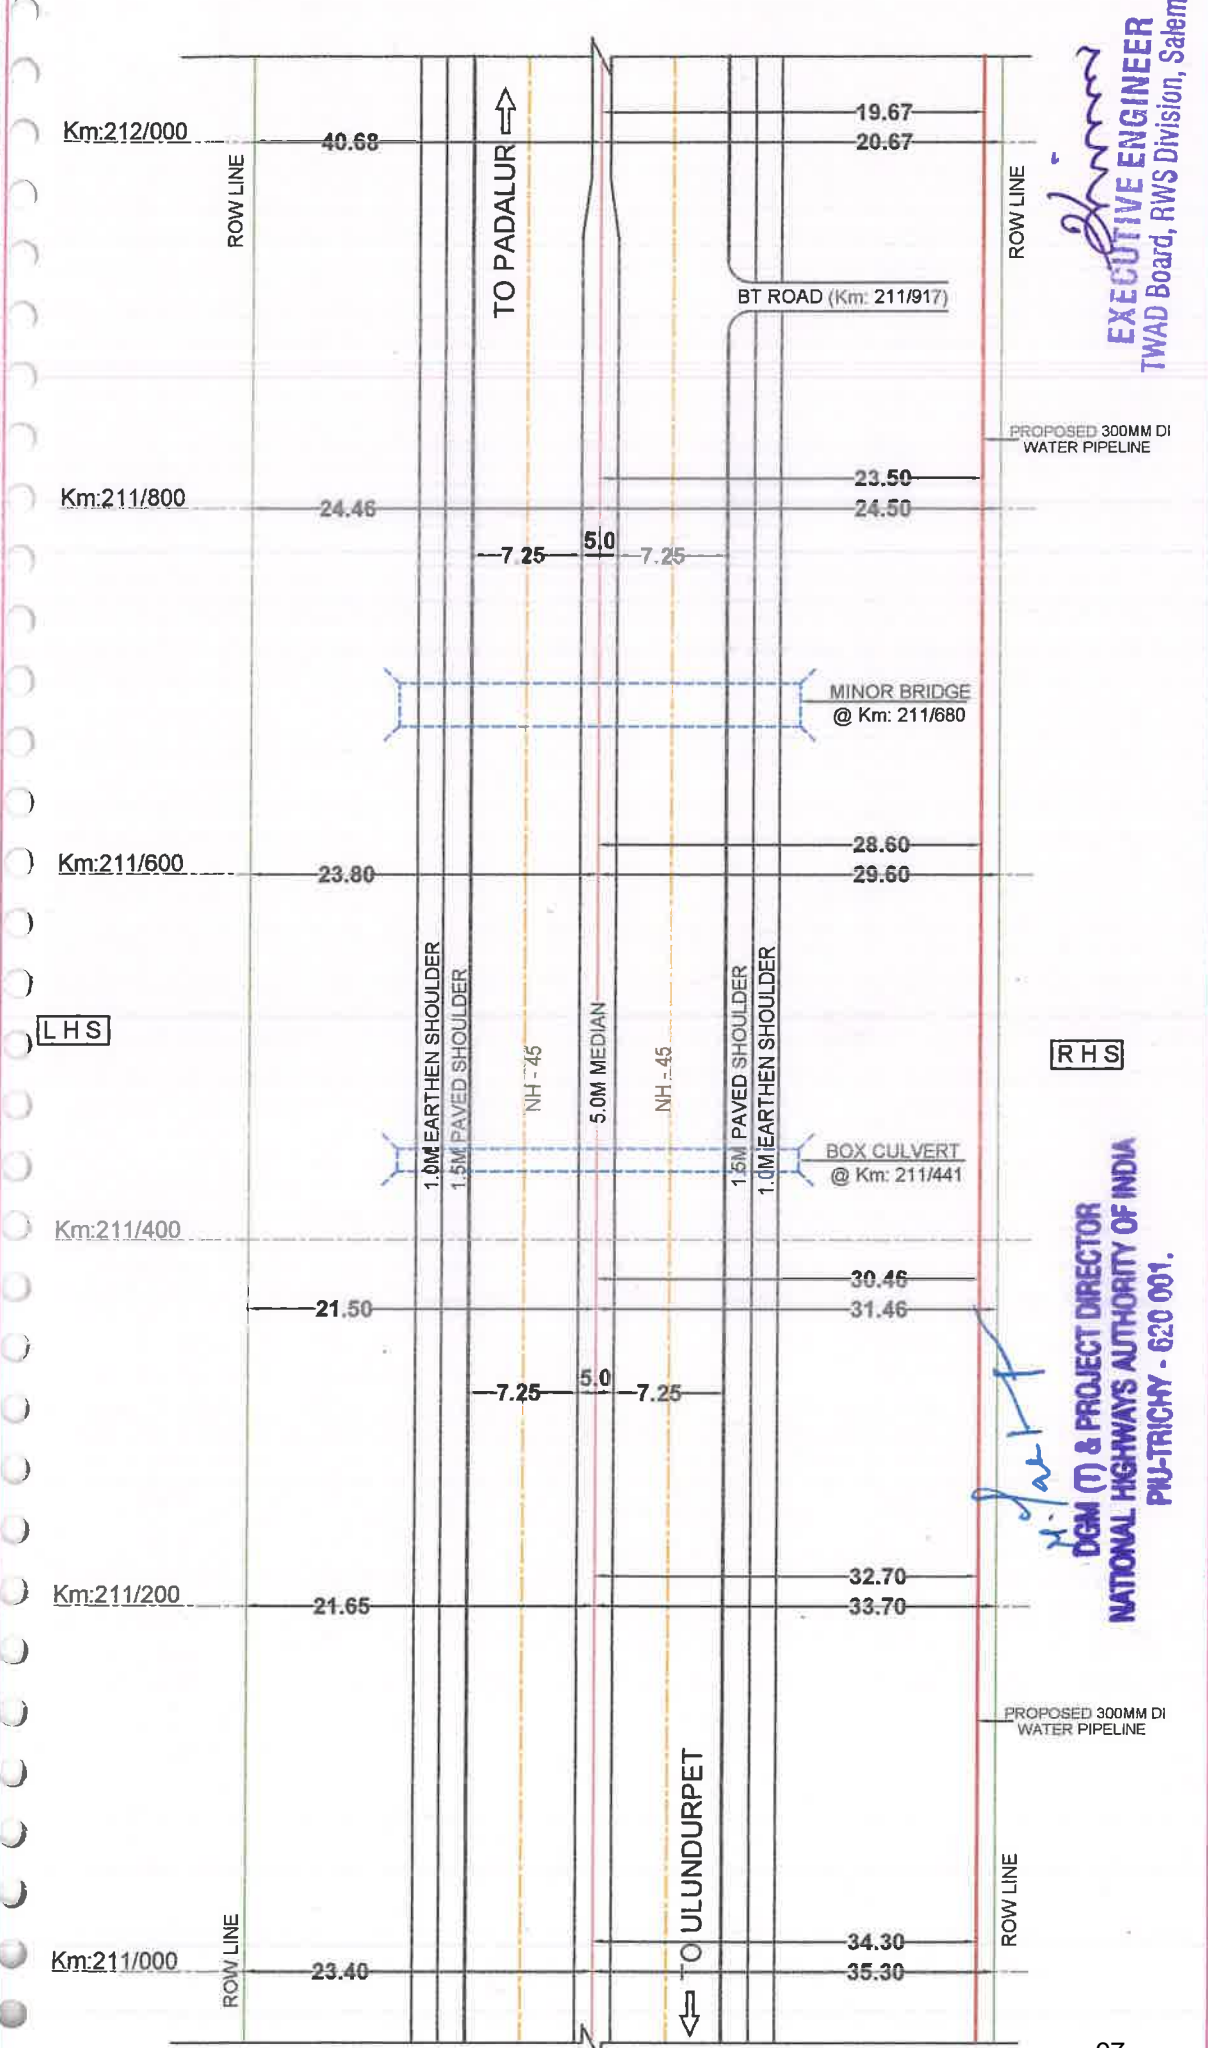 EXECUTIVE ENGINEER
TWAD Board, RWS Division, Salem
19.67
Km:212/000
40.68
20.67
ROW LINE
TO PADALUR
ROW LINE
BT ROAD (Km: 211/917)
PROPOSED 300MM DI
WATER PIPELINE
23.50
Km:211/800
24.46
24.50
5.0
7.25
7.25
MINOR BRIDGE
@ Km: 211/680
28.60
Km:211/600
23.80
29.60
1.0M EARTHEN SHOULDER
1.5M PAVED SHOULDER
NH - 45
5.0M MEDIAN
NH - 45
1.5M PAVED SHOULDER
1.0M EARTHEN SHOULDER
LHS
RHS
BOX CULVERT
@ Km: 211/441
Km:211/400
30.46
21.50
31.46
5.0
7.25
7.25
DGM (T) & PROJECT DIRECTOR
NATIONAL HIGHWAYS AUTHORITY OF INDIA
PIU-TRICHY - 620 001.
32.70
Km:211/200
21.65
33.70
PROPOSED 300MM DI
WATER PIPELINE
TO ULUNDURPET
ROW LINE
ROW LINE
34.30
Km:211/000
23.40
35.30